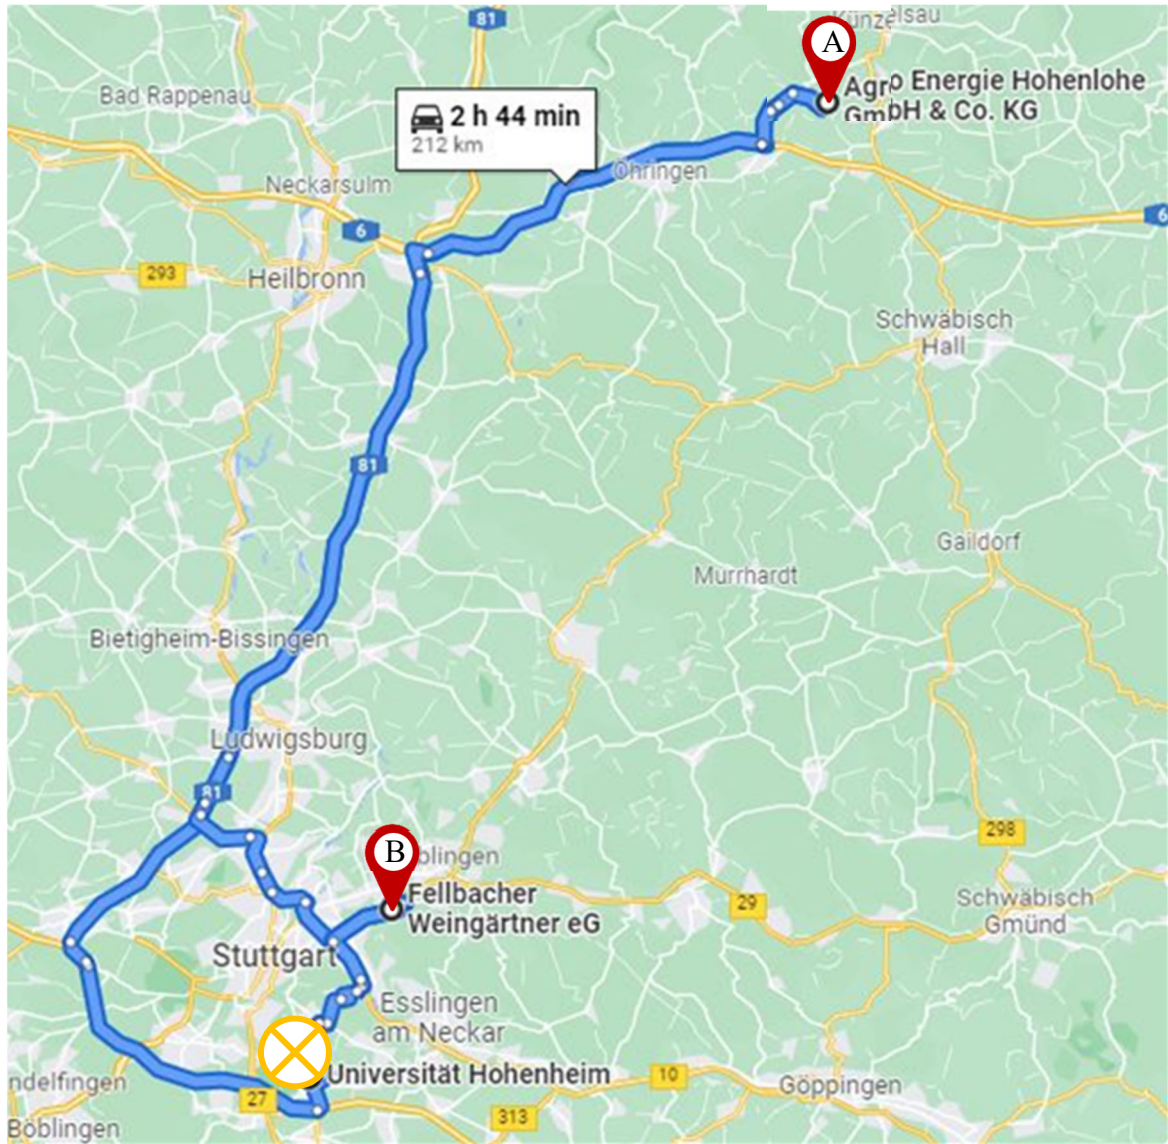 81
Künzelsau
A
Agro Energie Hohenlohe
GmbH & Co. KG
Bad Rappenau
2 h 44 min
212 km
Öhringen
Neckarsulm
6
6
293
Heilbronn
Schwäbisch
Hall
81
Gaildorf
Murrhardt
Bietigheim-Bissingen
Ludwigsburg
81
298
B
blingen
Fellbacher
Weingärtner eG
29
Schwäbisch
Gmünd
Stuttgart
Esslingen
am Neckar
Universität Hohenheim
10
ndelfingen
Göppingen
27
313
Böblingen